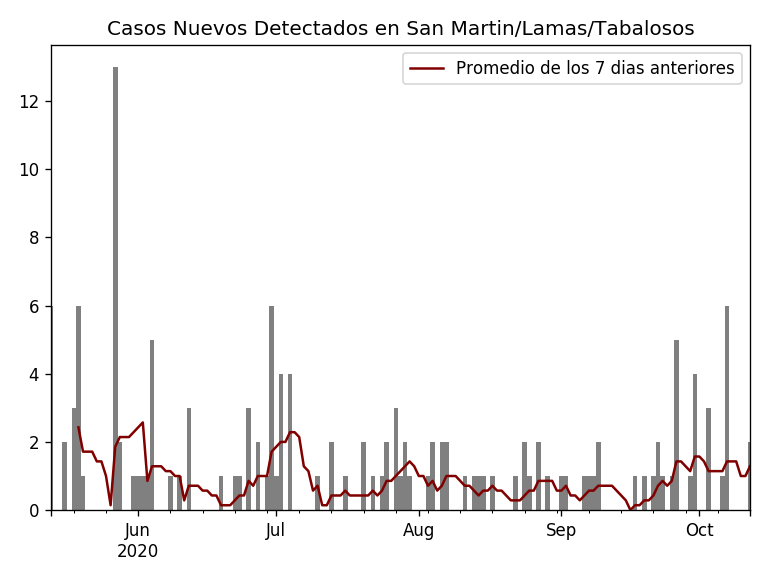 Casos Nuevos Detectados en San Martin/Lamas/Tabalosos
Promedio de los 7 dias anteriores
12
10
8
6
4
2
0
Jun Jul Aug Sep Oct
2020